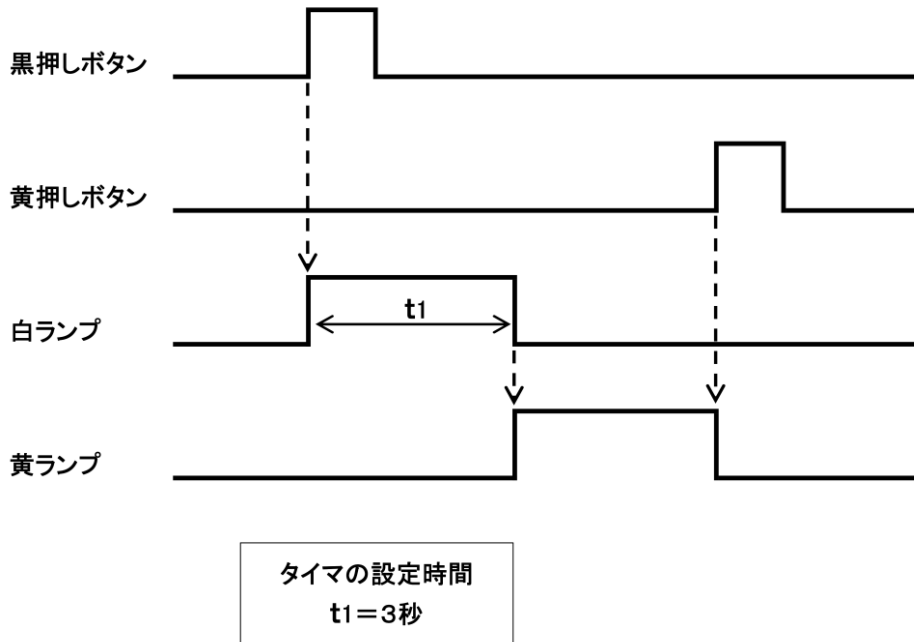 黒押しボタン
黄押しボタン
白ランプ
t1
黄ランプ
タイマの設定時間
t1=3秒